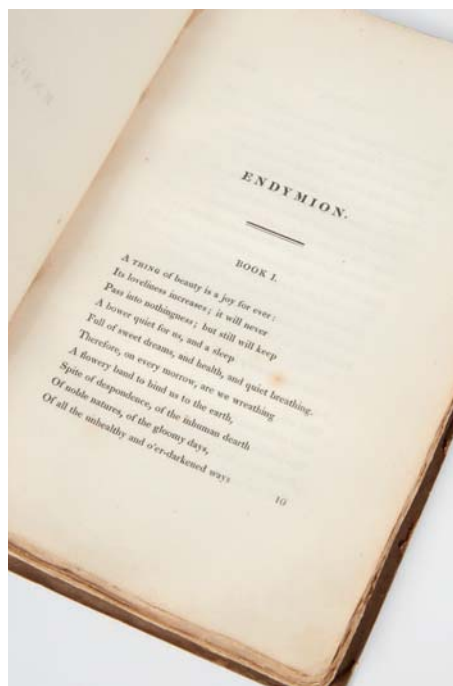 ENDYMION.
BOOK I.
A THING of beauty is a joy for ever:
Its loveliness increases; it will never
Pass into nothingness; but still will keep
A bower quiet for us, and a sleep
Full of sweet dreams, and health, and quiet breathing.
Therefore, on every morrow, are we wreathing
A flowery band to bind us to the earth,
Spite of despondence, of the inhuman dearth
Of noble natures, of the gloomy days,
Of all the unhealthy and o'er-darkened ways